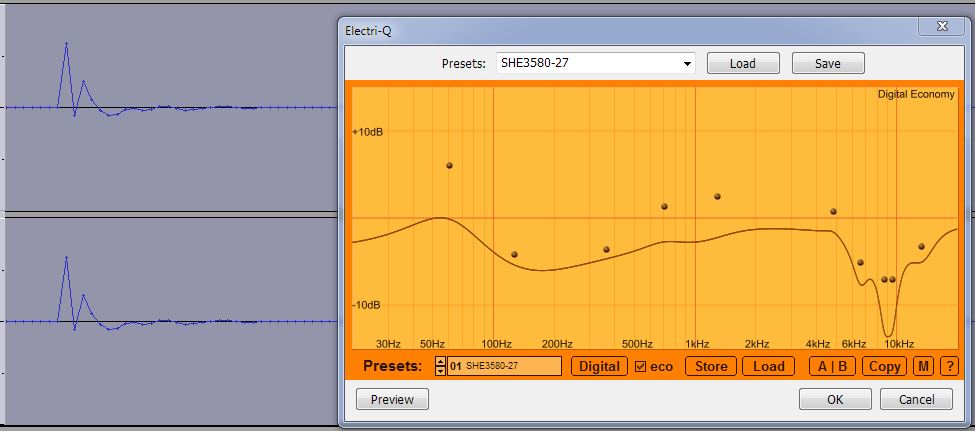 Electri-Q
Presets: SHE3580-27 Load Save
Digital Economy
+10dB
-10dB
30Hz 50Hz 100Hz 200Hz 500Hz 1kHz 2kHz 4kHz 6kHz 10kHz
Presets: 01 SHE3580-27 Digital eco Store Load A | B Copy M ?
Preview OK Cancel